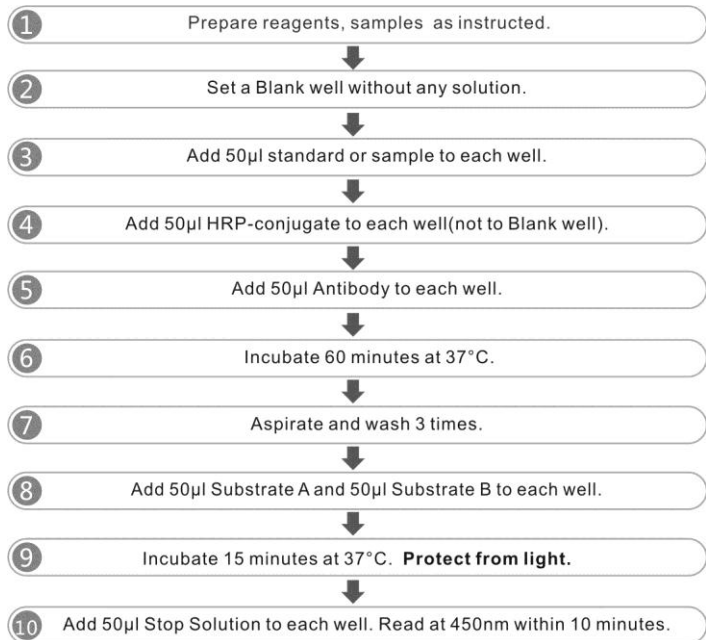 1 Prepare reagents, samples as instructed.
2 Set a Blank well without any solution.
3 Add 50μl standard or sample to each well.
4 Add 50μl HRP-conjugate to each well(not to Blank well).
5 Add 50μl Antibody to each well.
6 Incubate 60 minutes at 37°C.
7 Aspirate and wash 3 times.
8 Add 50μl Substrate A and 50μl Substrate B to each well.
9 Incubate 15 minutes at 37°C. Protect from light.
10 Add 50μl Stop Solution to each well. Read at 450nm within 10 minutes.